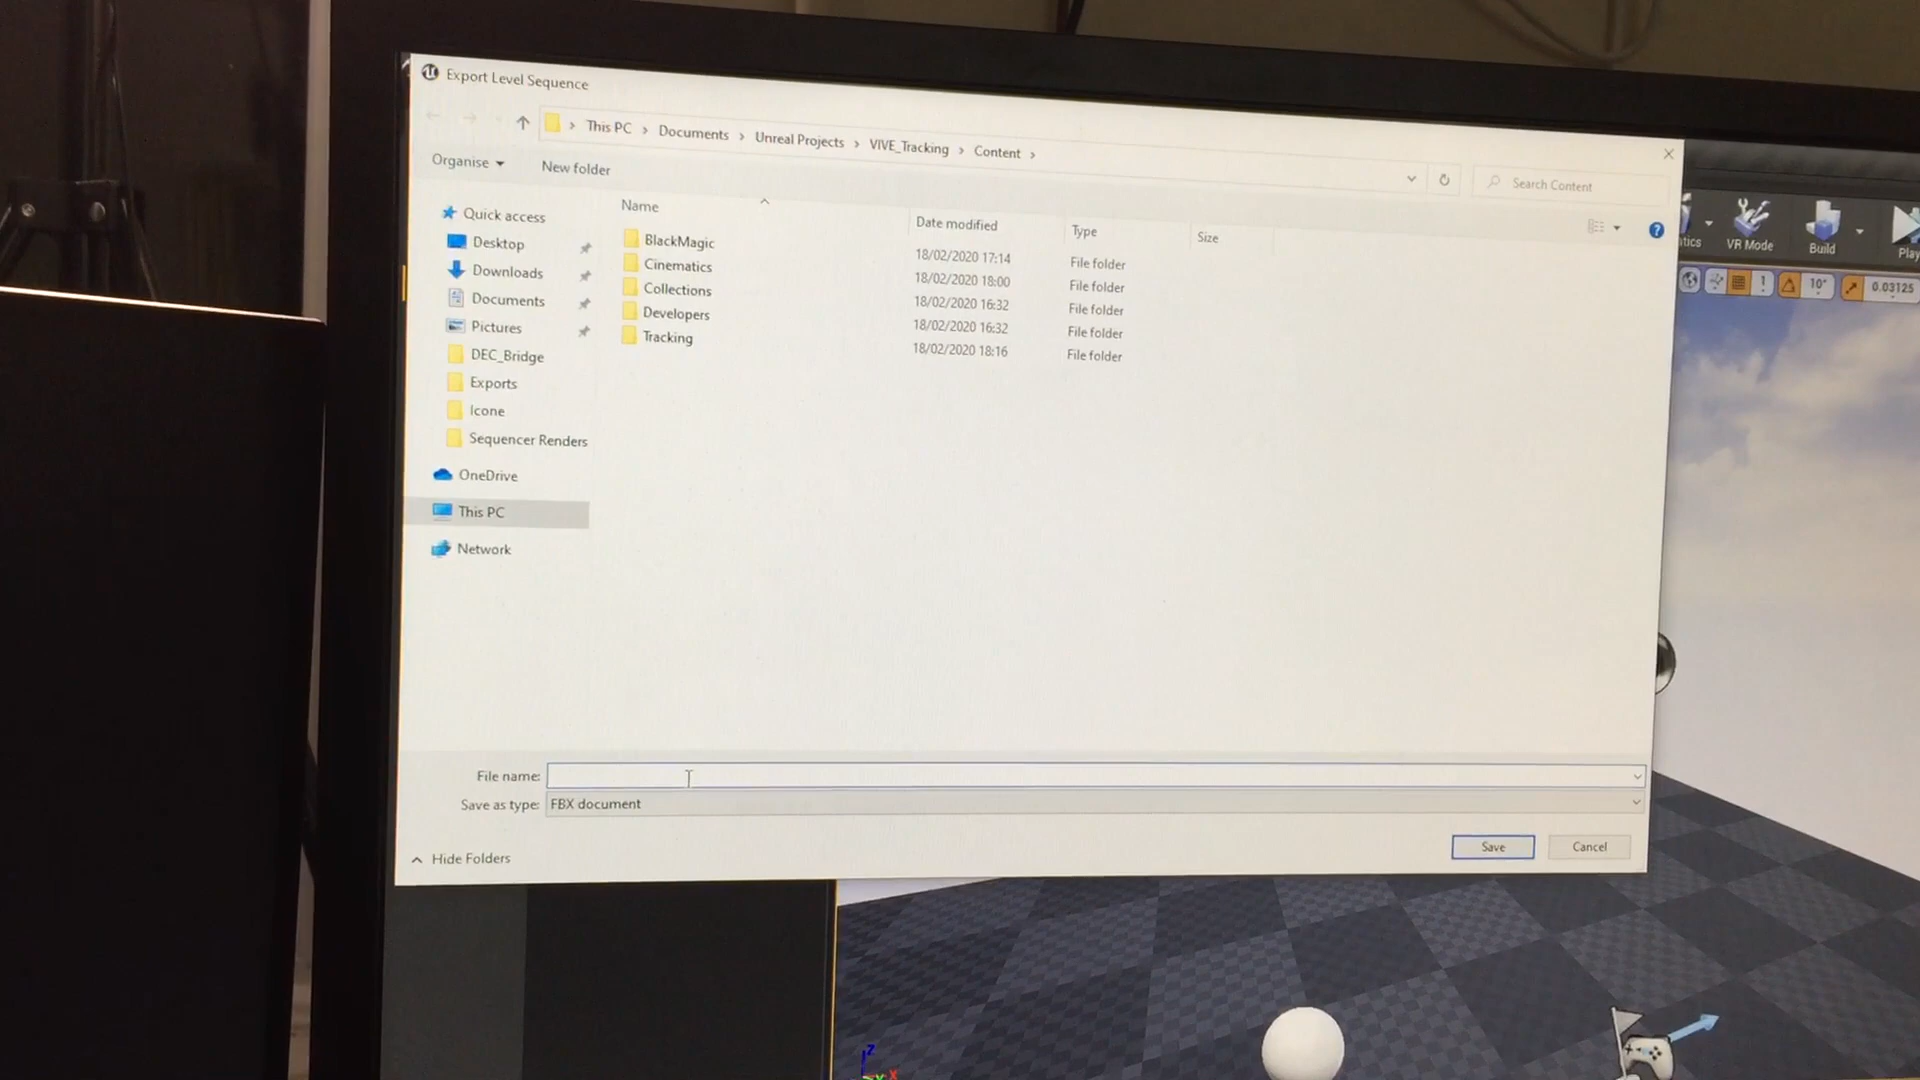 Export Level Sequence
This PC > Documents > Unreal Projects > VIVE_Tracking > Content >
Search Content
Organise
New folder
Name
Date modified
Type
Size
Quick access
Desktop
Downloads
Documents
Pictures
DEC_Bridge
Exports
Icone
Sequencer Renders
OneDrive
This PC
Network
BlackMagic 18/02/2020 17:14 File folder
Cinematics 18/02/2020 18:00 File folder
Collections 18/02/2020 16:32 File folder
Developers 18/02/2020 16:32 File folder
Tracking 18/02/2020 18:16 File folder
File name:
Save as type: FBX document
Hide Folders
Save
Cancel
tics
VR Mode
Build
Play
1
10°
0.03125
Z
X